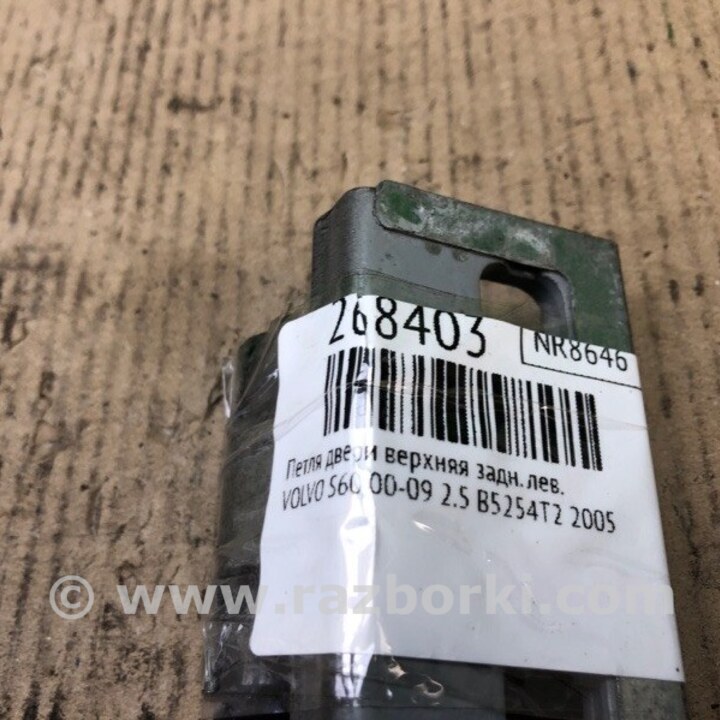 268403
NR8646
Петля двери верхняя задн. лев.
VOLVO S60 00-09 2.5 B5254T2 2005
© www.razborki.com